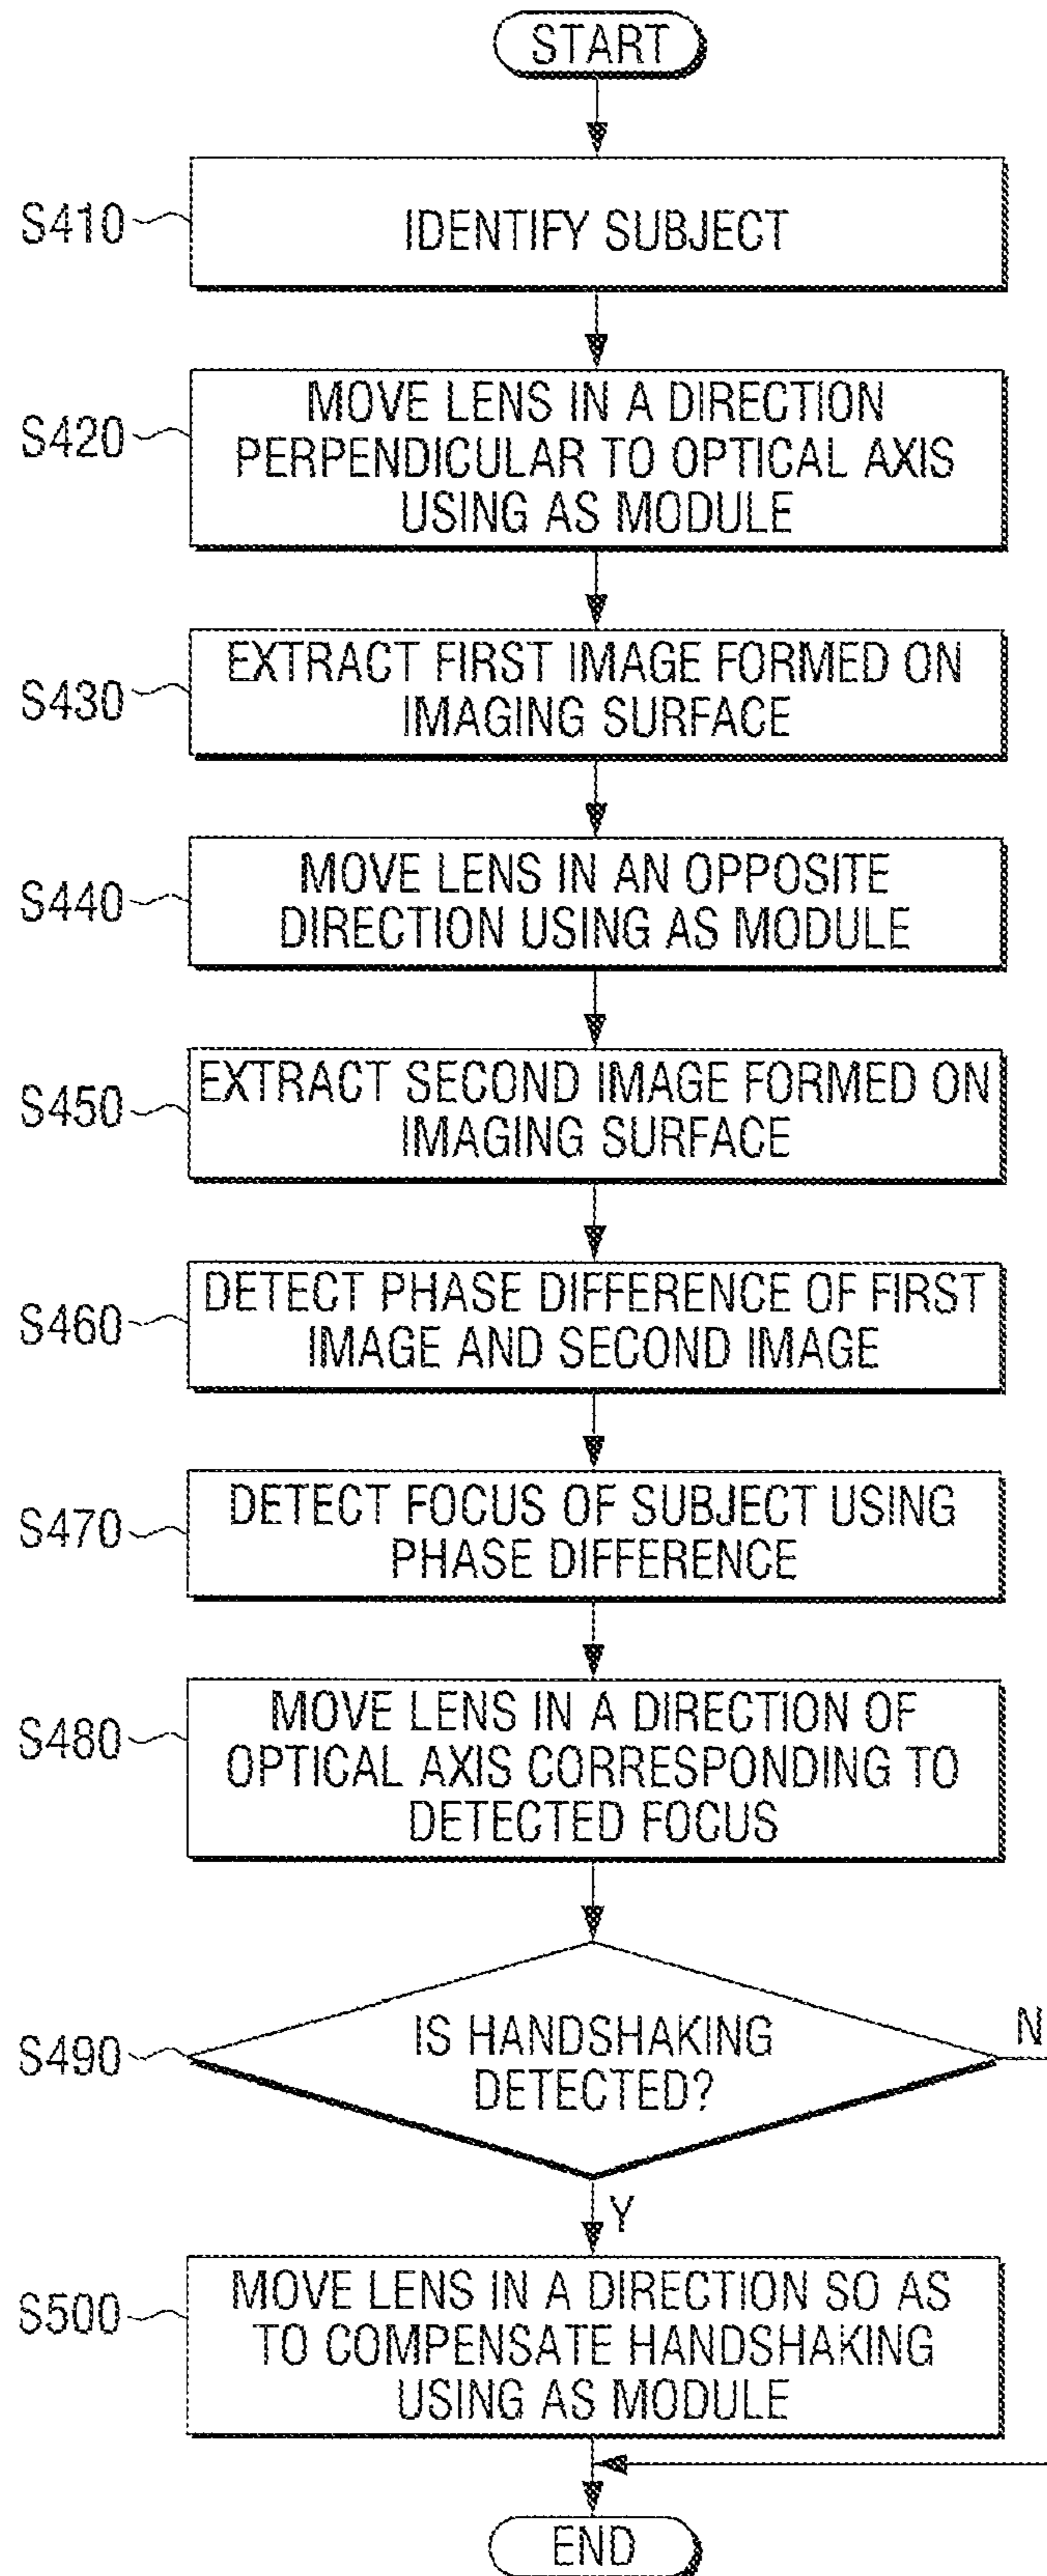 START
S410
IDENTIFY SUBJECT
S420
MOVE LENS IN A DIRECTION
PERPENDICULAR TO OPTICAL AXIS
USING AS MODULE
S430
EXTRACT FIRST IMAGE FORMED ON
IMAGING SURFACE
S440
MOVE LENS IN AN OPPOSITE
DIRECTION USING AS MODULE
S450
EXTRACT SECOND IMAGE FORMED ON
IMAGING SURFACE
S460
DETECT PHASE DIFFERENCE OF FIRST
IMAGE AND SECOND IMAGE
S470
DETECT FOCUS OF SUBJECT USING
PHASE DIFFERENCE
S480
MOVE LENS IN A DIRECTION OF
OPTICAL AXIS CORRESPONDING TO
DETECTED FOCUS
S490
IS HANDSHAKING
DETECTED?
N
Y
S500
MOVE LENS IN A DIRECTION SO AS
TO COMPENSATE HANDSHAKING
USING AS MODULE
END